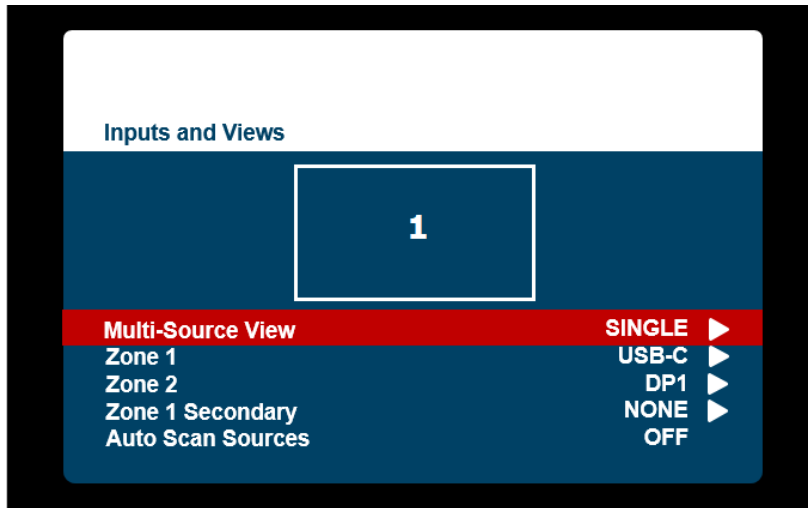 Inputs and Views
1
Multi-Source View SINGLE
Zone 1 USB-C
Zone 2 DP1
Zone 1 Secondary NONE
Auto Scan Sources OFF